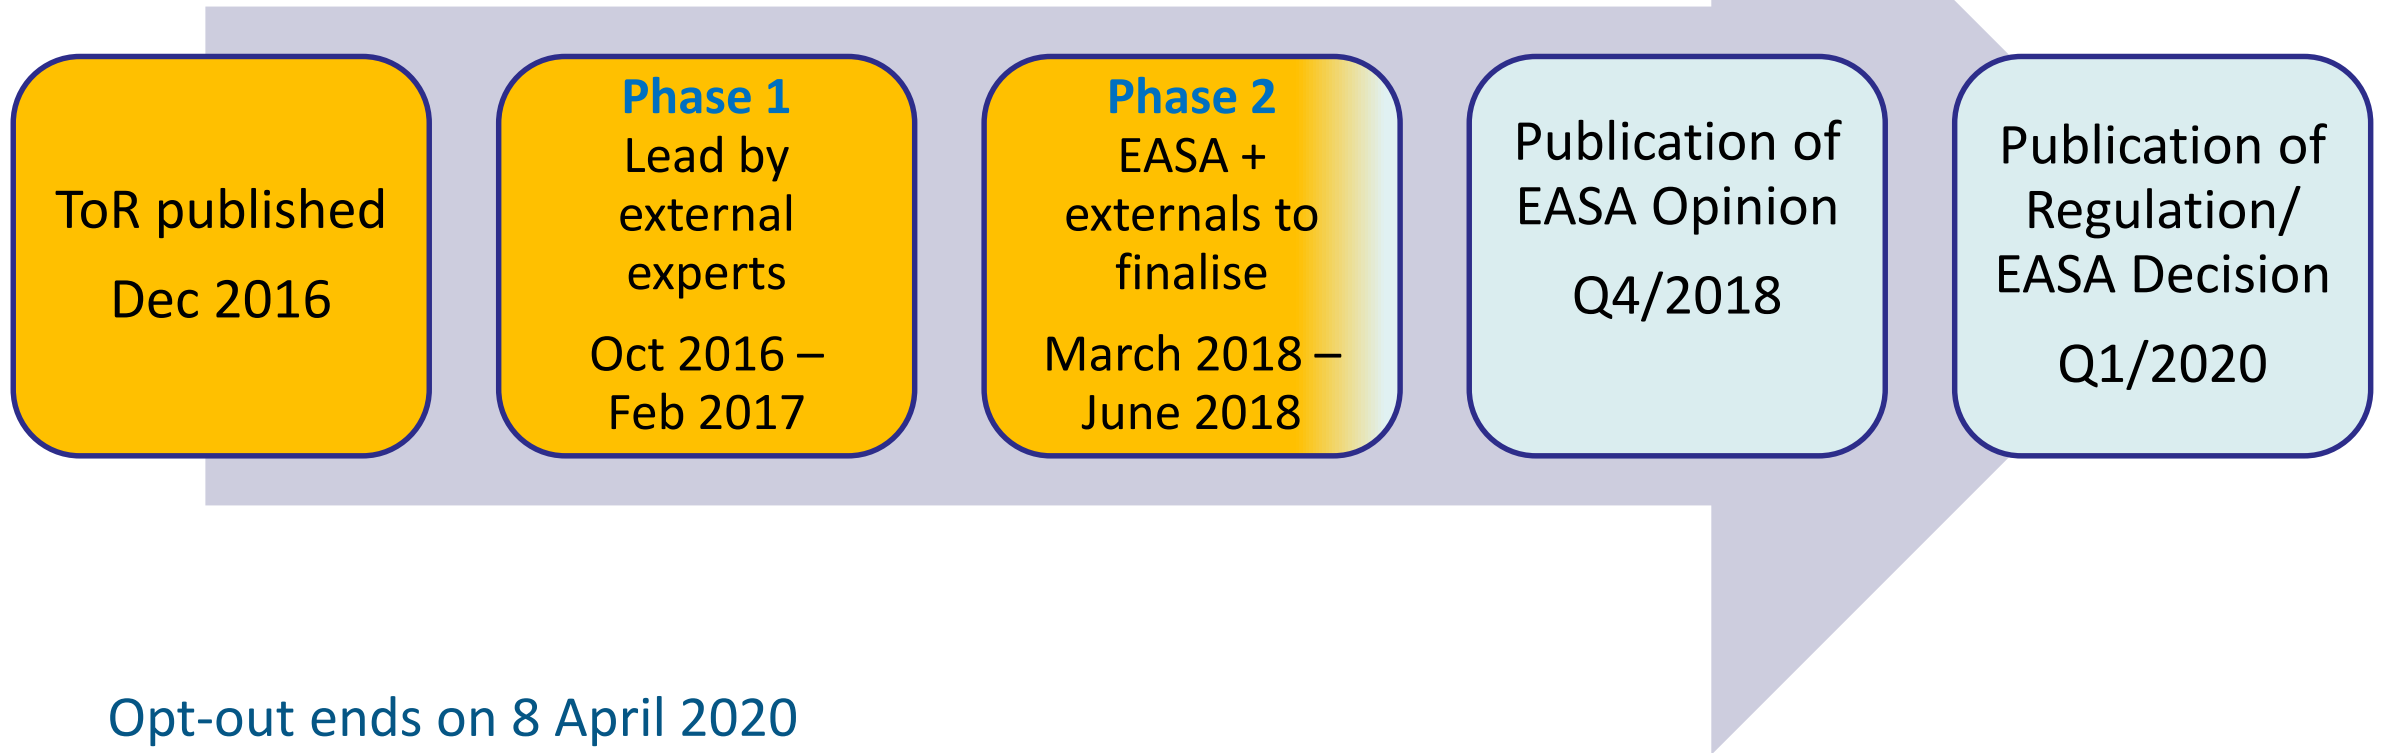 ToR published
Dec 2016
Phase 1
Lead by
external
experts
Oct 2016 –
Feb 2017
Phase 2
EASA +
externals to
finalise
March 2018 –
June 2018
Publication of
EASA Opinion
Q4/2018
Publication of
Regulation/
EASA Decision
Q1/2020
Opt-out ends on 8 April 2020